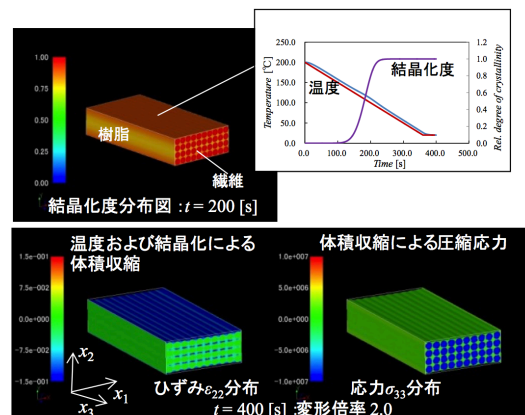 1.00
0.75
0.50
0.25
0.00
樹脂
繊維
結晶化度分布図 :t = 200 [s]
250.0
200.0
150.0
100.0
50.0
0.0
Temperature [℃]
温度
結晶化度
1.2
1.0
0.8
0.6
0.4
0.2
0.0
Rel. degree of crystallinity
0.0 100.0 200.0 300.0 400.0 500.0
Time [s]
温度および結晶化による
体積収縮
1.5e-001
7.5e-002
0.0e+000
-7.5e-002
-1.5e-001
x2
x1
x3
ひずみε22分布
体積収縮による圧縮応力
1.0e+007
5.0e+006
0.0e+000
-5.0e+006
-1.0e+007
応力σ33分布
t = 400 [s] :変形倍率 2.0